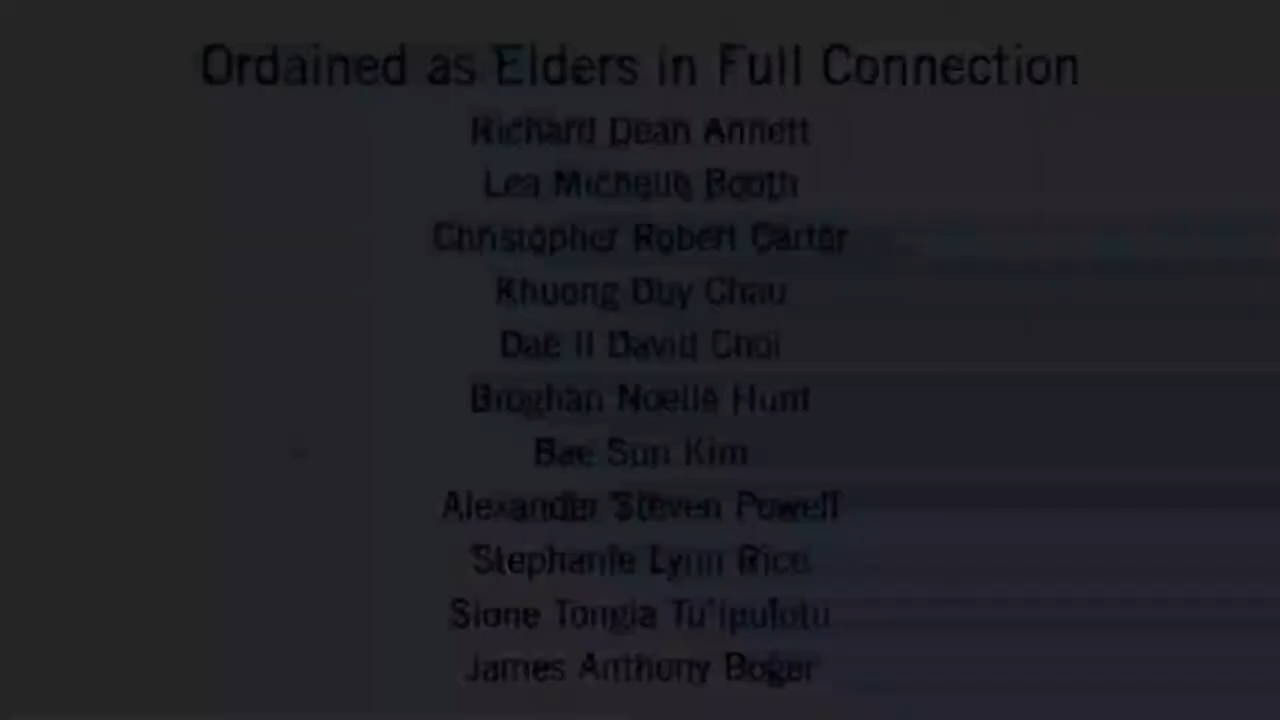 Ordained as Elders in Full Connection
Richard Dean Annett
Lea Michelle Booth
Christopher Robert Carter
Khuong Duy Chau
Dae Il David Choi
Broghan Noelle Hunt
Bae Sun Kim
Alexander Steven Powell
Stephanie Lynn Rice
Sione Tongia Tu'ipulotu
James Anthony Boger